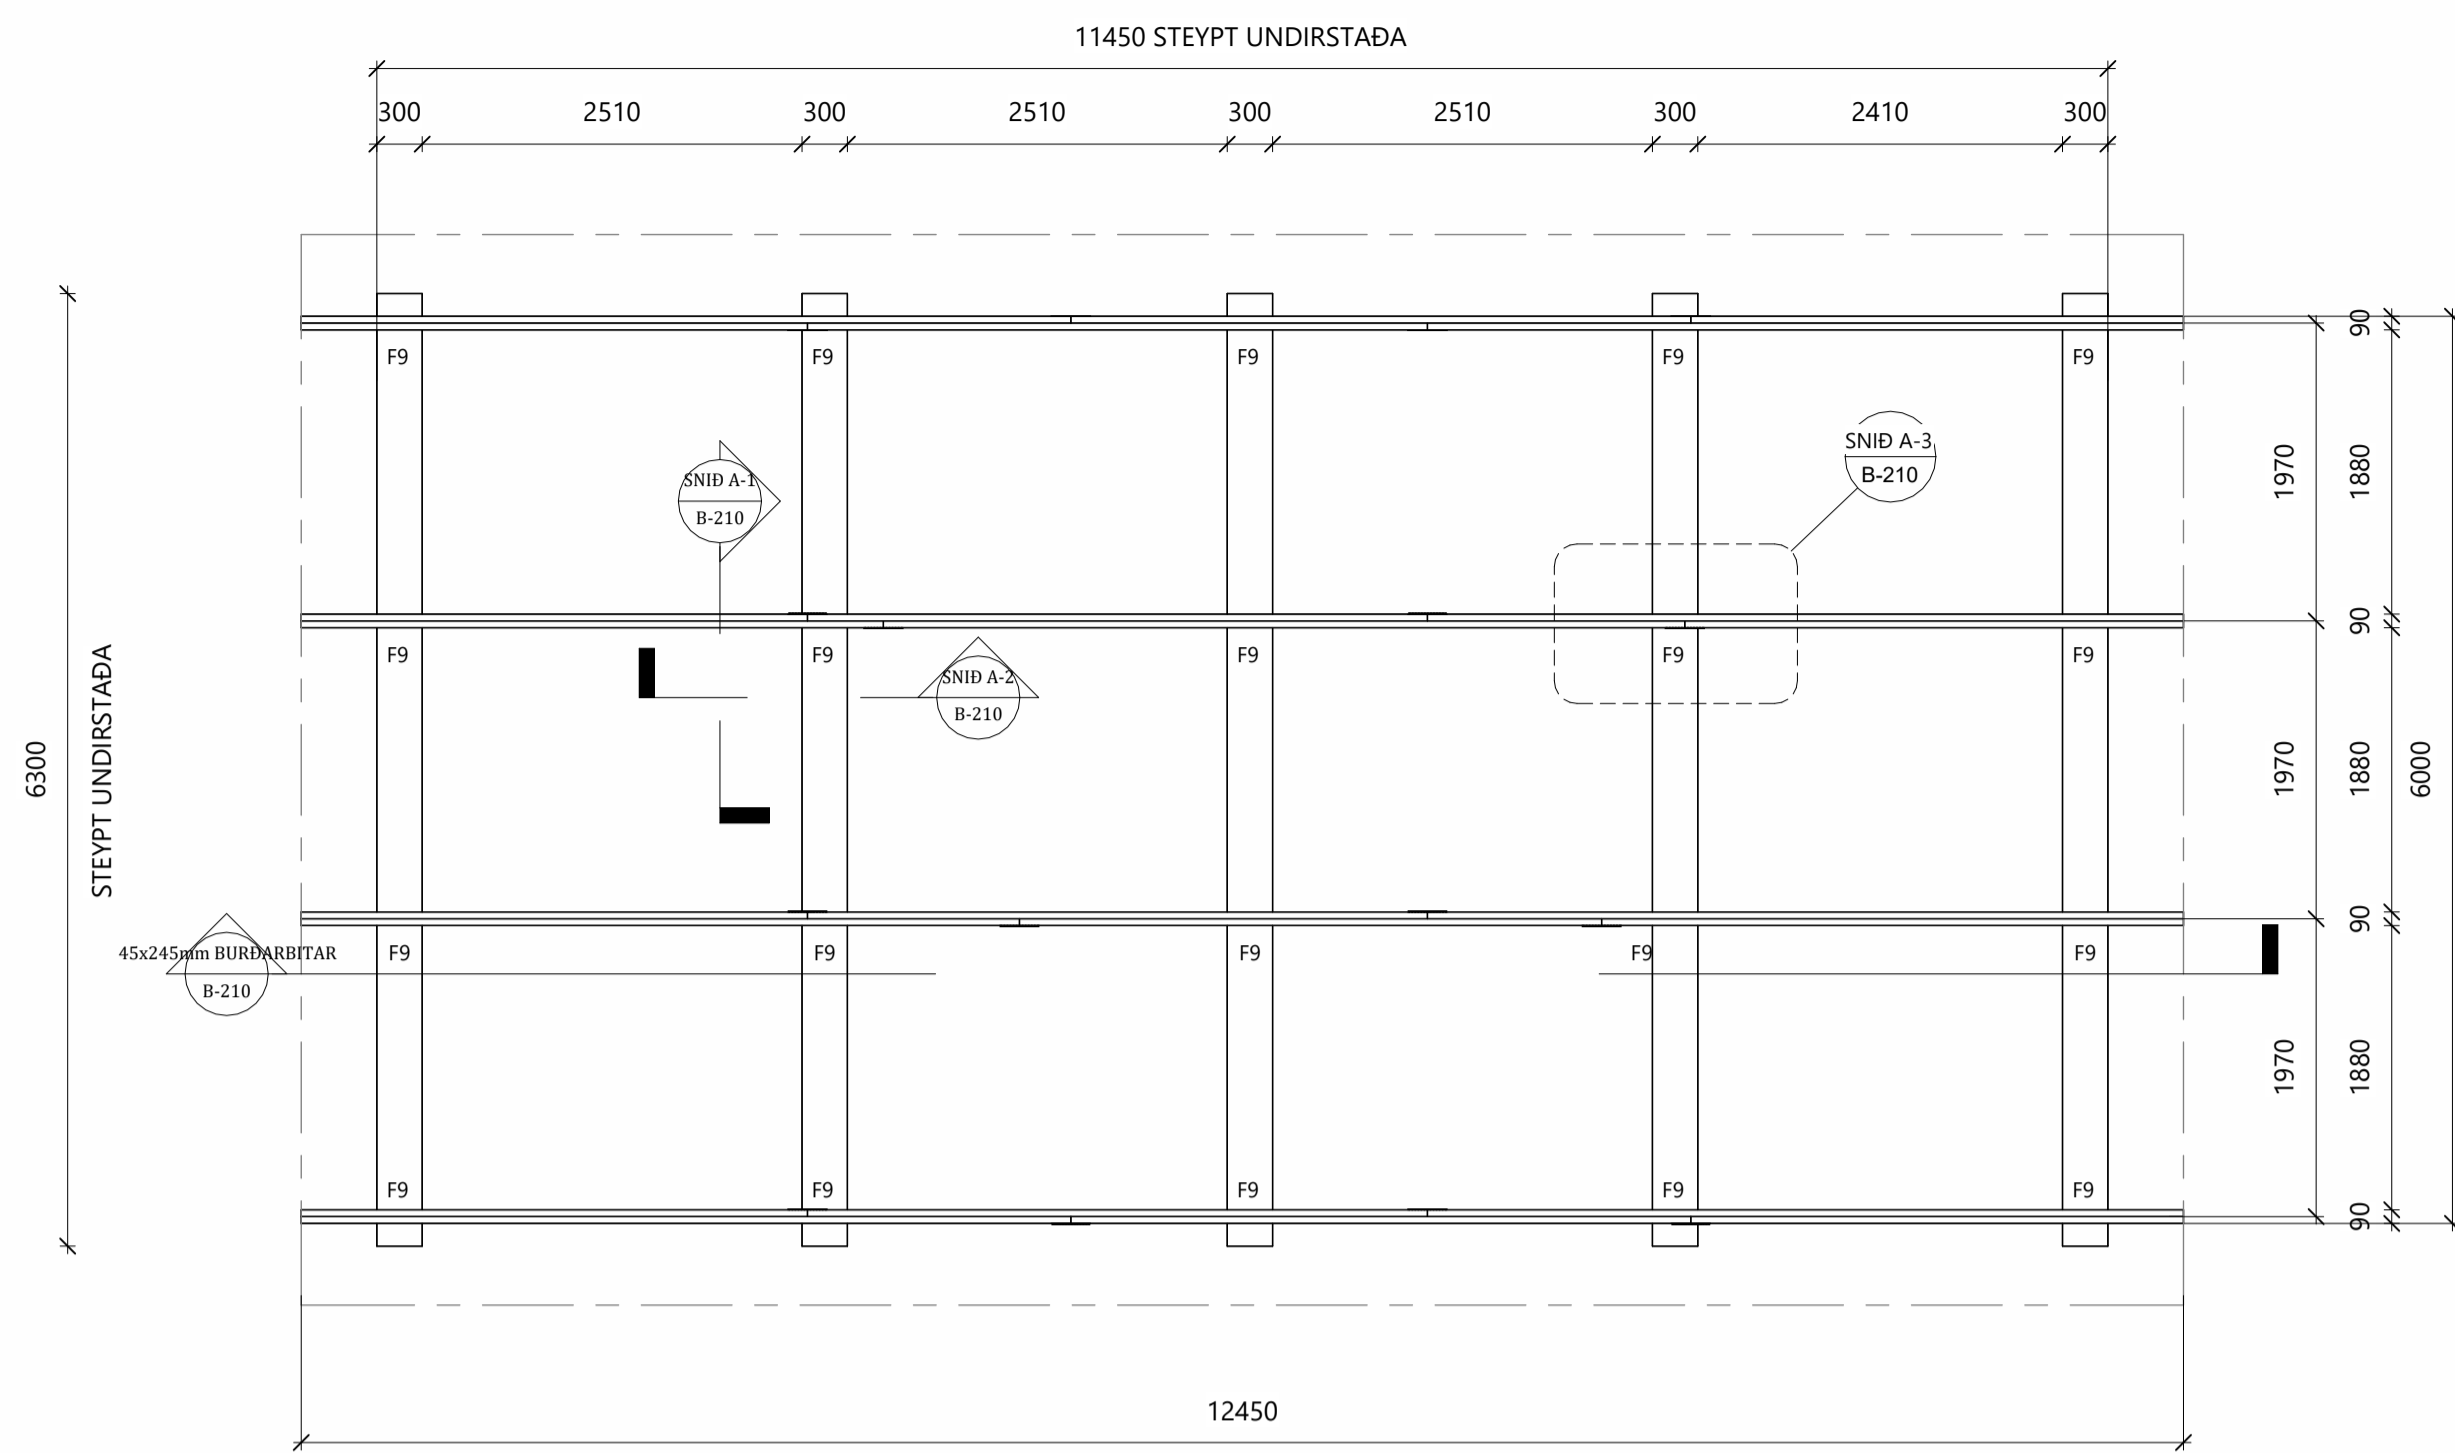 11450 STEYPT UNDIRSTAÐA
300 2510 300 2510 300 2510 300 2410 300
90
F9 F9 F9 F9 F9
SNIÐ A-3
B-210
SNIÐ A-1
B-210
1970 1880
90
F9 F9 F9 F9 F9
SNIÐ A-2
B-210
6300 STEYPT UNDIRSTAÐA
1970 1880 6000
90
45x245mm BURÐARBITAR
B-210
F9 F9 F9 F9 F9
1970 1880
F9 F9 F9 F9 F9
90
12450